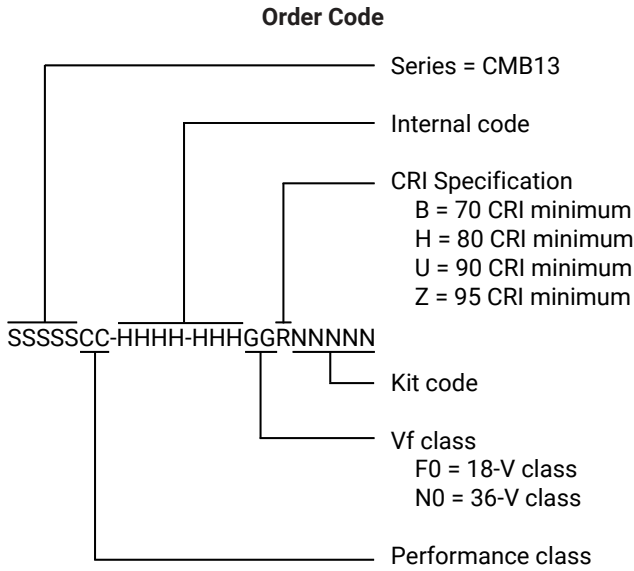 Order Code
Series = CMB13
Internal code
CRI Specification
B = 70 CRI minimum
H = 80 CRI minimum
U = 90 CRI minimum
Z = 95 CRI minimum
SSSSSCC-HHHH-HHHGGRNNNNN
Kit code
Vf class
F0 = 18-V class
N0 = 36-V class
Performance class